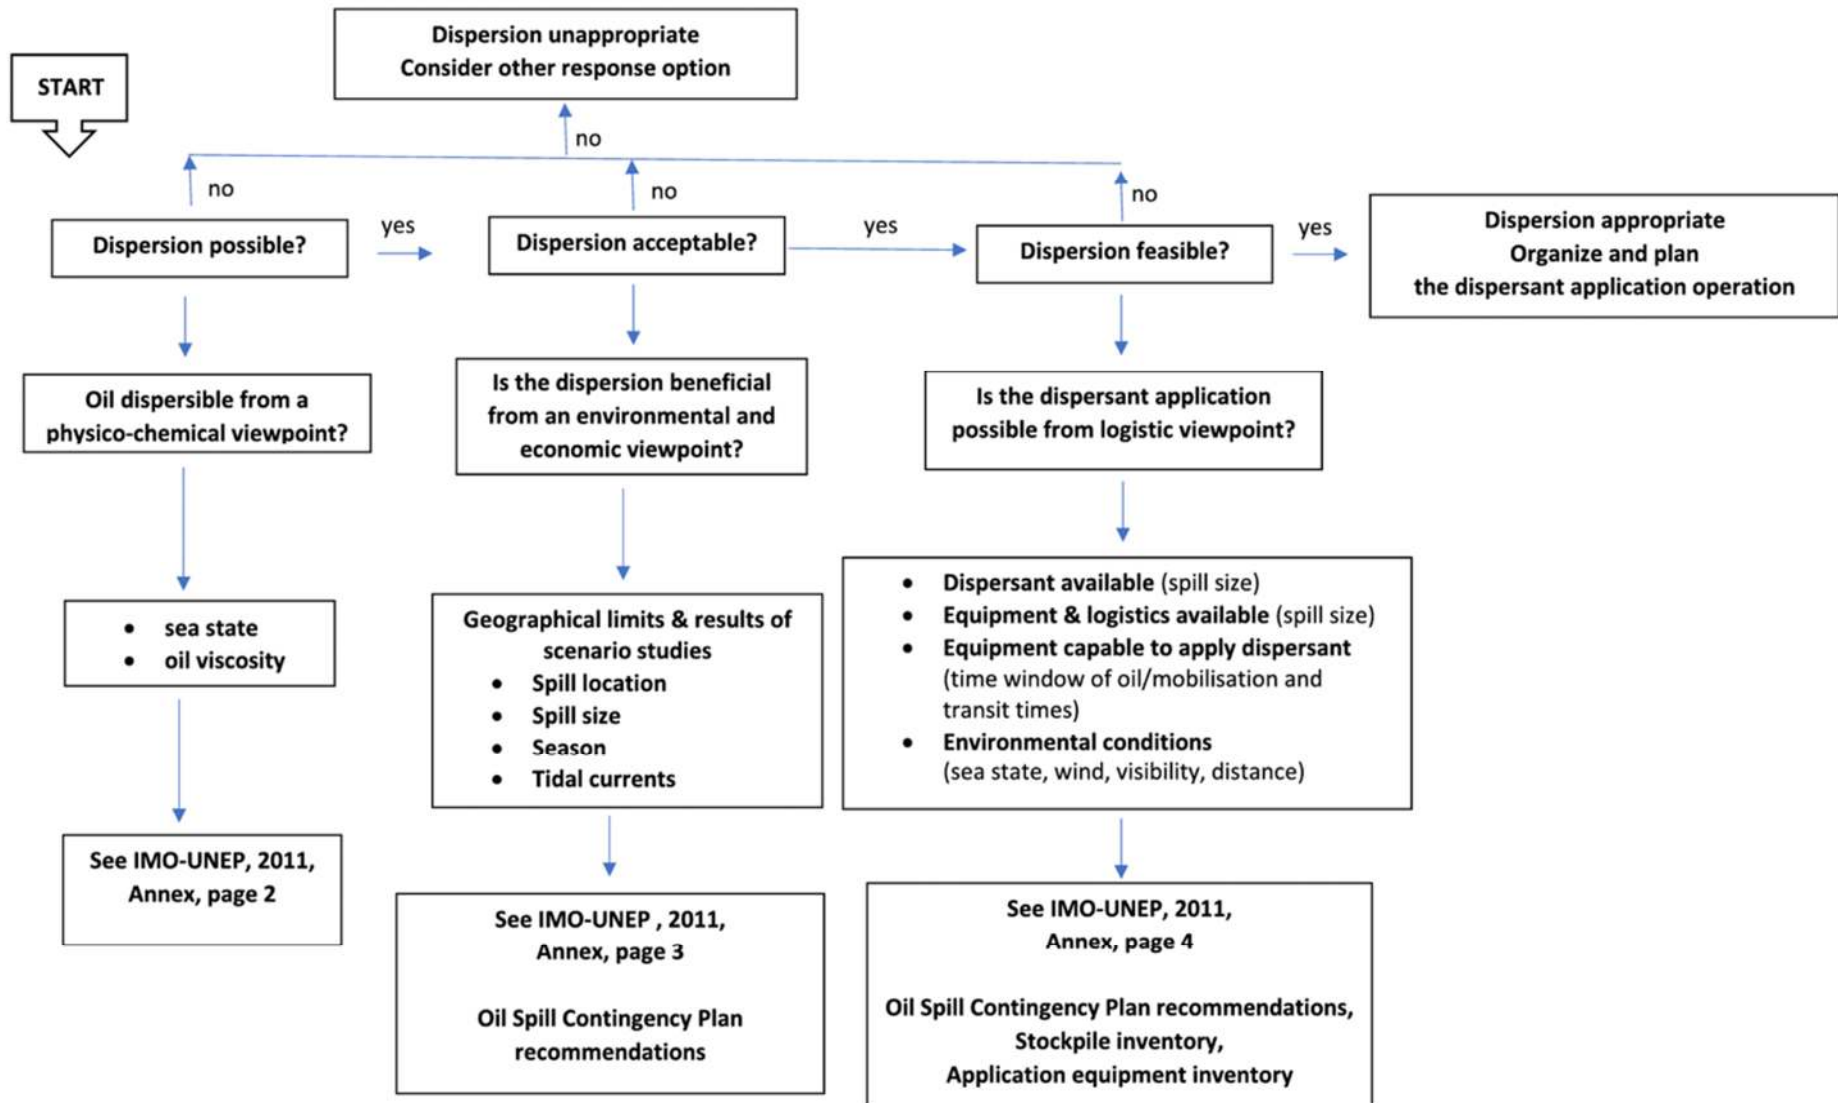 Dispersion unappropriate
Consider other response option
START
no
no
no
no
Dispersion possible?
yes
Dispersion acceptable?
yes
Dispersion feasible?
yes
Dispersion appropriate
Organize and plan
the dispersant application operation
Oil dispersible from a
physico-chemical viewpoint?
Is the dispersion beneficial
from an environmental and
economic viewpoint?
Is the dispersant application
possible from logistic viewpoint?
• sea state
• oil viscosity
Geographical limits & results of
scenario studies
• Spill location
• Spill size
• Season
• Tidal currents
• Dispersant available (spill size)
• Equipment & logistics available (spill size)
• Equipment capable to apply dispersant
(time window of oil/mobilisation and
transit times)
• Environmental conditions
(sea state, wind, visibility, distance)
See IMO-UNEP, 2011,
Annex, page 2
See IMO-UNEP , 2011,
Annex, page 3
Oil Spill Contingency Plan
recommendations
See IMO-UNEP, 2011,
Annex, page 4
Oil Spill Contingency Plan recommendations,
Stockpile inventory,
Application equipment inventory